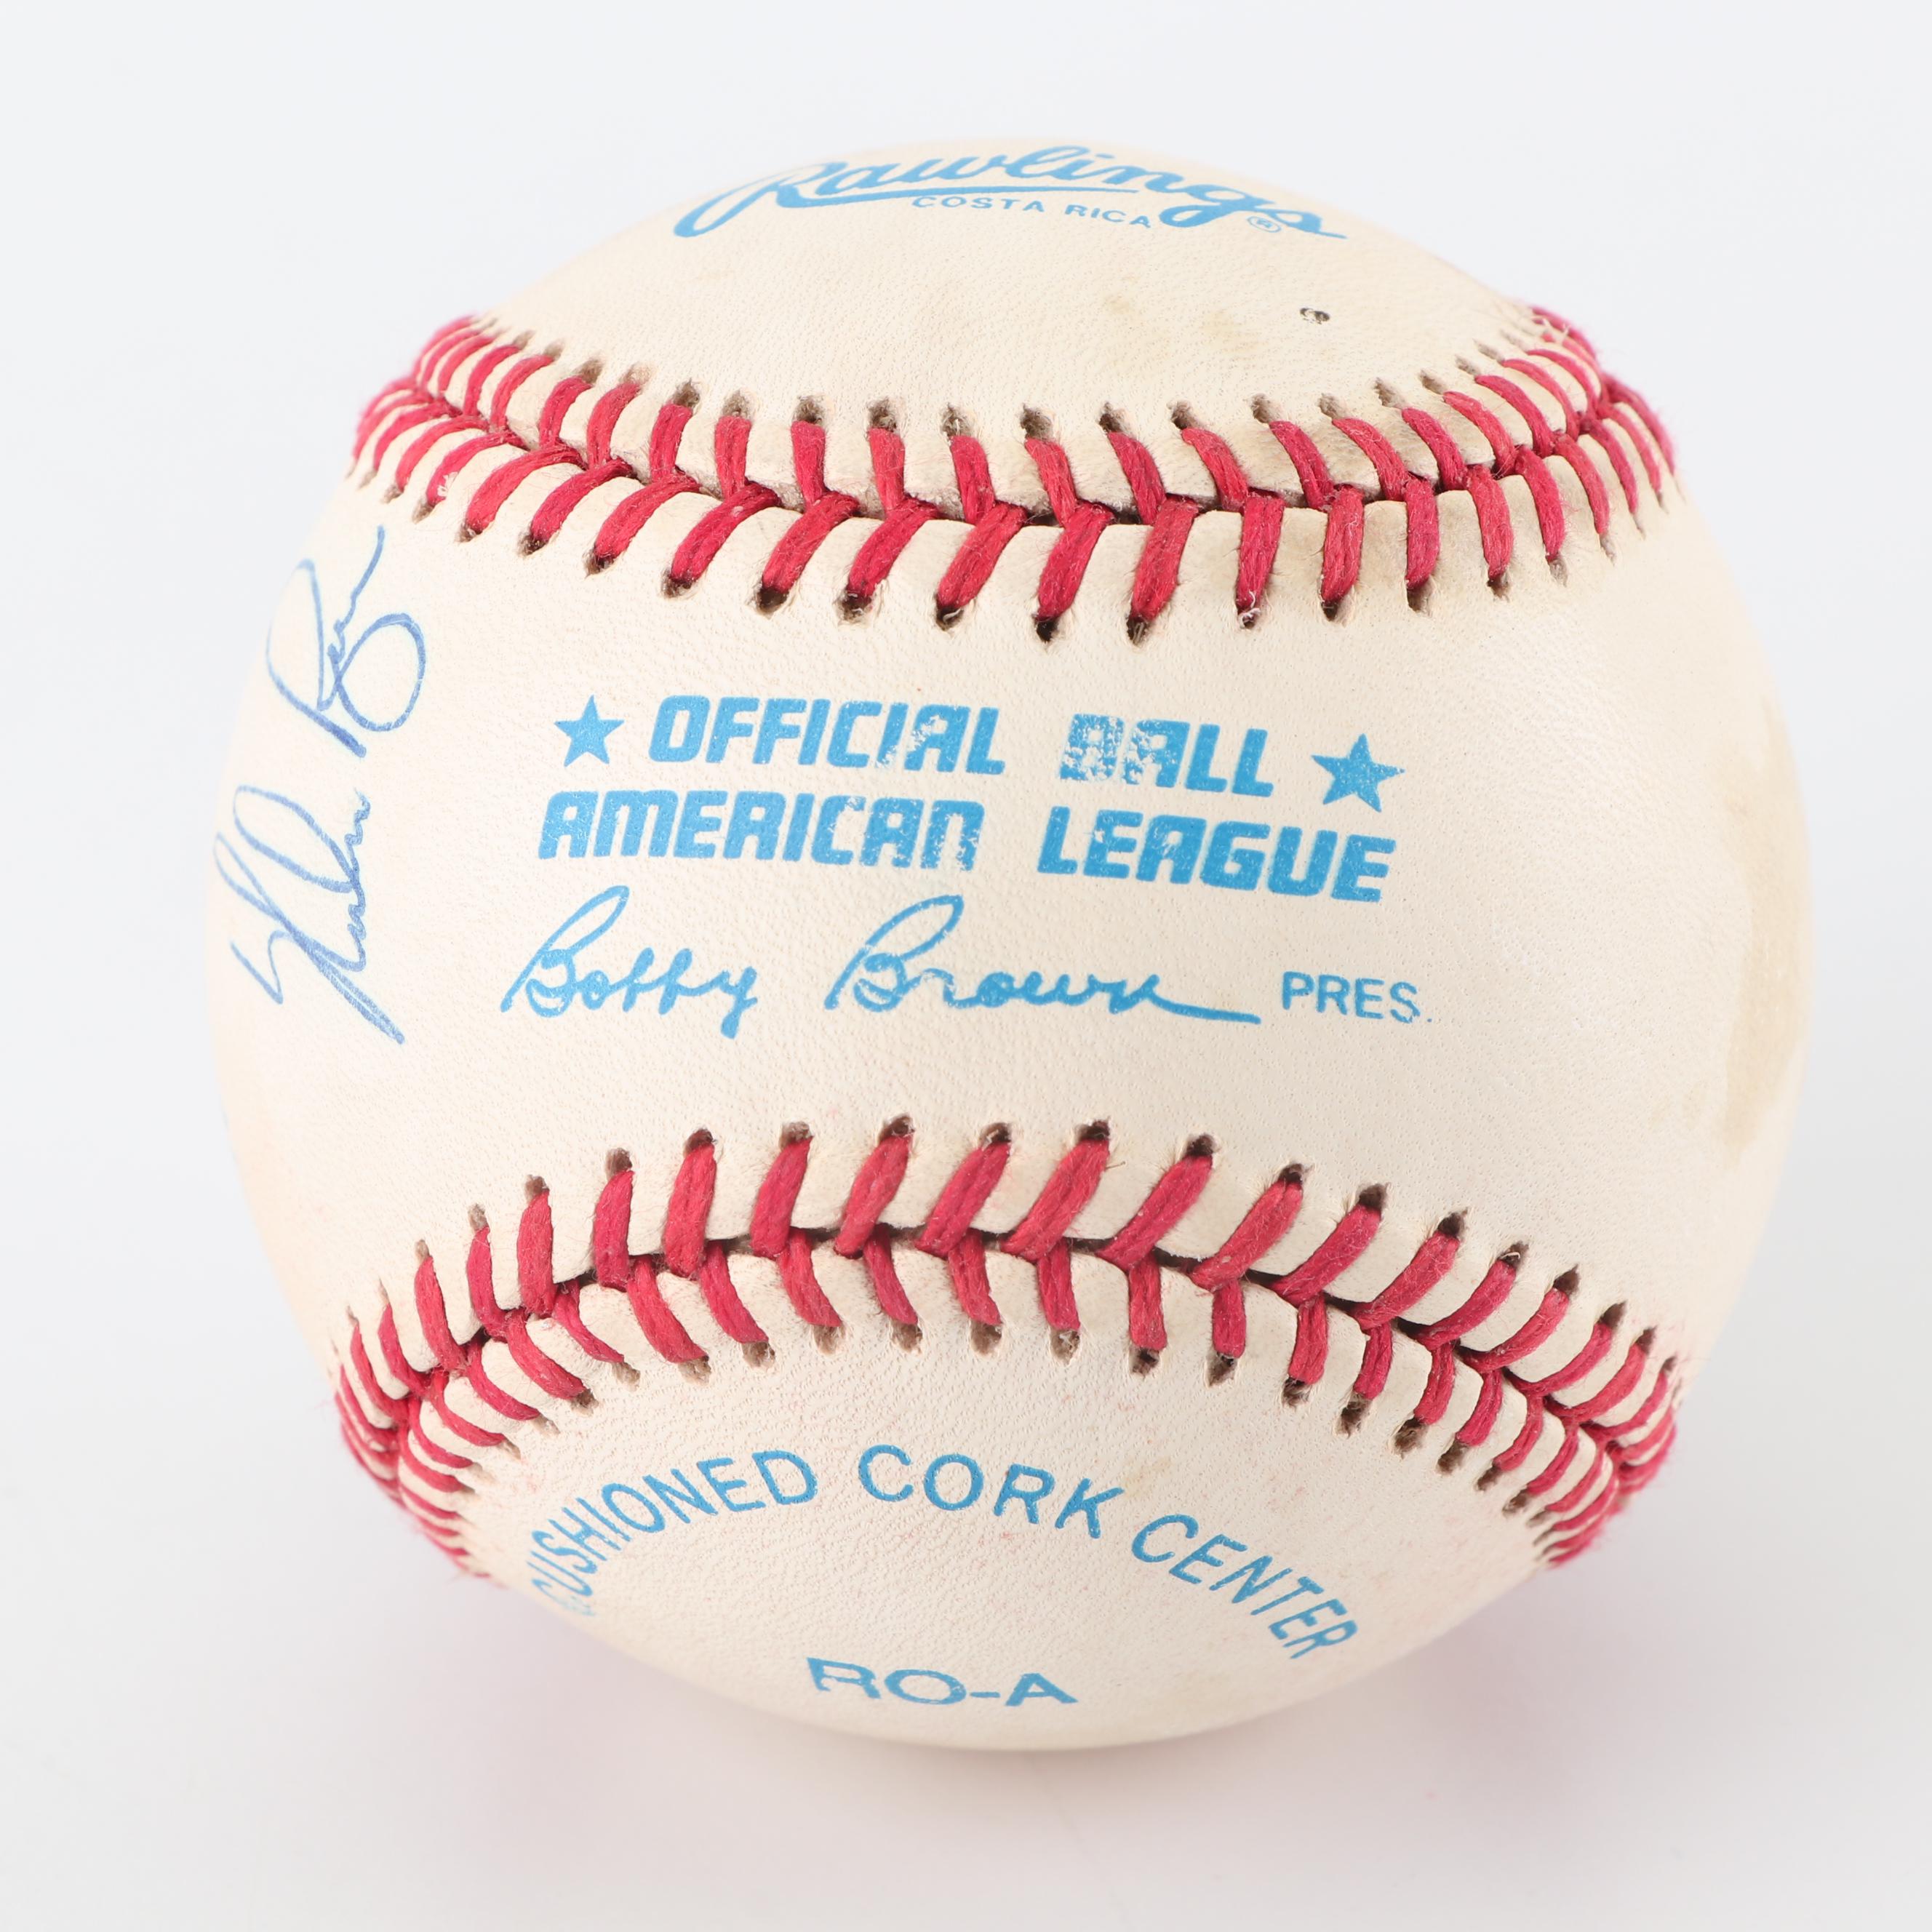 Rawlings ®
COSTA RICA
★ OFFICIAL BALL ★
AMERICAN LEAGUE
Bobby Brown PRES.
CUSHIONED CORK CENTER
RO-A